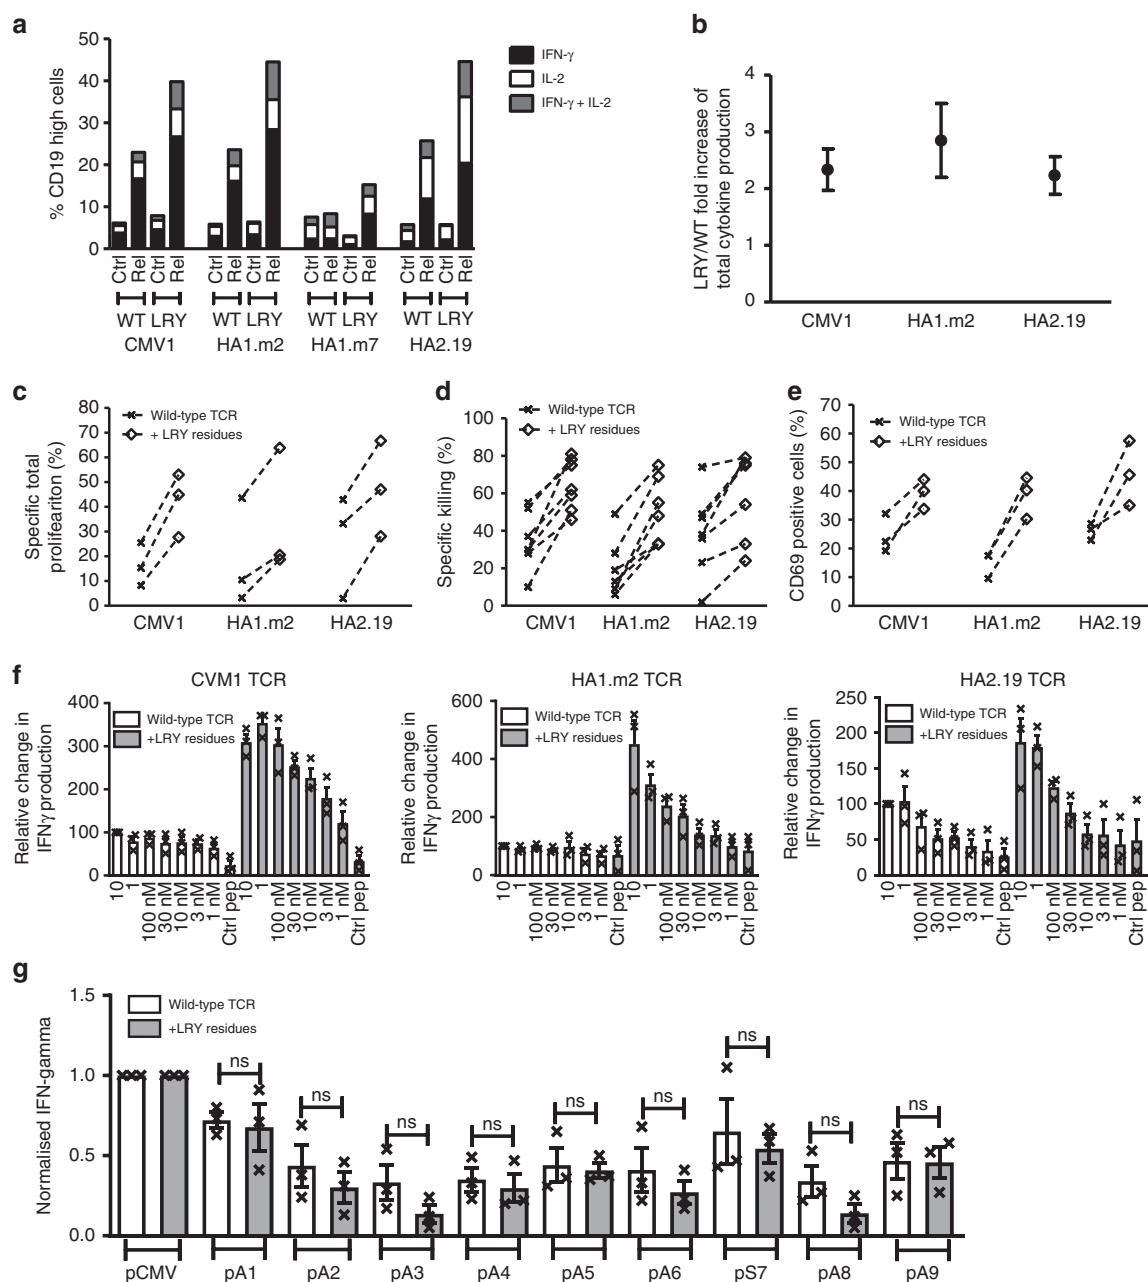 a
% CD19 high cells
50
40
30
20
10
0
IFN-γ
IL-2
IFN-γ + IL-2
Ctrl Rel Ctrl Rel Ctrl Rel Ctrl Rel Ctrl Rel Ctrl Rel Ctrl Rel Ctrl Rel
WT LRY WT LRY WT LRY WT LRY
CMV1 HA1.m2 HA1.m7 HA2.19
b
LRY/WT fold increase of
total cytokine production
4
3
2
1
0
CMV1 HA1.m2 HA2.19
c
Specific total
prolifeariton (%)
80
70
60
50
40
30
20
10
0
Wild-type TCR
+ LRY residues
CMV1 HA1.m2 HA2.19
d
Specific killing (%)
100
80
60
40
20
0
Wild-type TCR
+ LRY residues
CMV1 HA1.m2 HA2.19
e
CD69 positive cells (%)
70
60
50
40
30
20
10
0
Wild-type TCR
+LRY residues
CMV1 HA1.m2 HA2.19
f
CVM1 TCR
Relative change in
IFNγ production
400
300
200
100
0
Wild-type TCR
+LRY residues
10 1 100 nM 30 nM 10 nM 3 nM 1 nM Ctrl pep 10 1 100 nM 30 nM 10 nM 3 nM 1 nM Ctrl pep
HA1.m2 TCR
Relative change in
IFNγ production
600
400
200
0
Wild-type TCR
+LRY residues
10 1 100 nM 30 nM 10 nM 3 nM 1 nM Ctrl pep 10 1 100 nM 30 nM 10 nM 3 nM 1 nM Ctrl pep
HA2.19 TCR
Relative change in
IFNγ production
250
200
150
100
50
0
Wild-type TCR
+LRY residues
10 1 100 nM 30 nM 10 nM 3 nM 1 nM Ctrl pep 10 1 100 nM 30 nM 10 nM 3 nM 1 nM Ctrl pep
g
Normalised IFN-gamma
1.5
1.0
0.5
0.0
Wild-type TCR
+LRY residues
ns ns ns ns ns ns ns ns ns
pCMV pA1 pA2 pA3 pA4 pA5 pA6 pS7 pA8 pA9